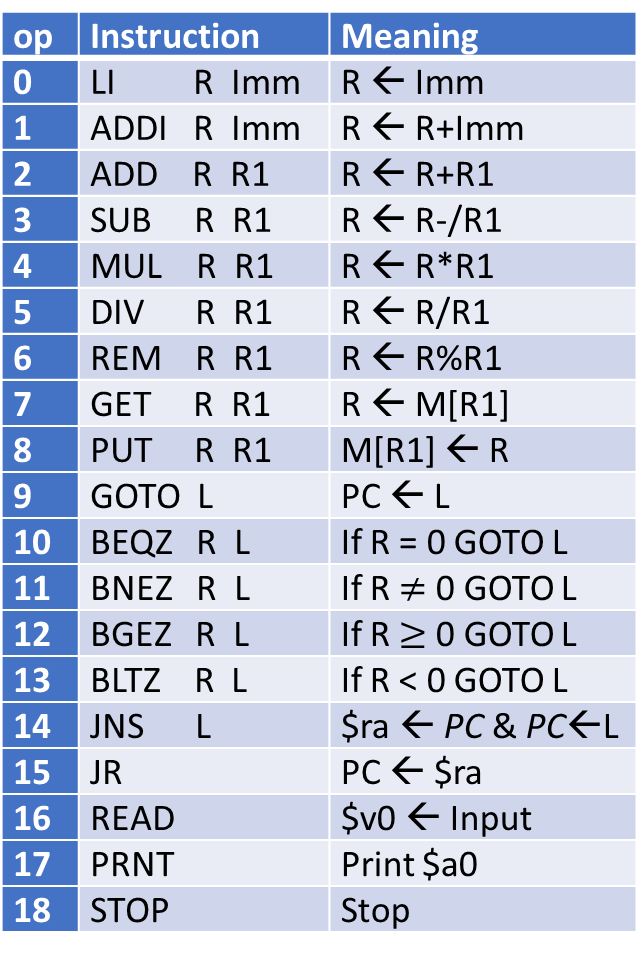 op Instruction Meaning
0 LI R Imm R 🡨 Imm
1 ADDI R Imm R 🡨 R+Imm
2 ADD R R1 R 🡨 R+R1
3 SUB R R1 R 🡨 R-/R1
4 MUL R R1 R 🡨 R*R1
5 DIV R R1 R 🡨 R/R1
6 REM R R1 R 🡨 R%R1
7 GET R R1 R 🡨 M[R1]
8 PUT R R1 M[R1] 🡨 R
9 GOTO L PC 🡨 L
10 BEQZ R L If R = 0 GOTO L
11 BNEZ R L If R ≠ 0 GOTO L
12 BGEZ R L If R ≥ 0 GOTO L
13 BLTZ R L If R < 0 GOTO L
14 JNS L $ra 🡨 PC & PC🡨L
15 JR PC 🡨 $ra
16 READ $v0 🡨 Input
17 PRNT Print $a0
18 STOP Stop